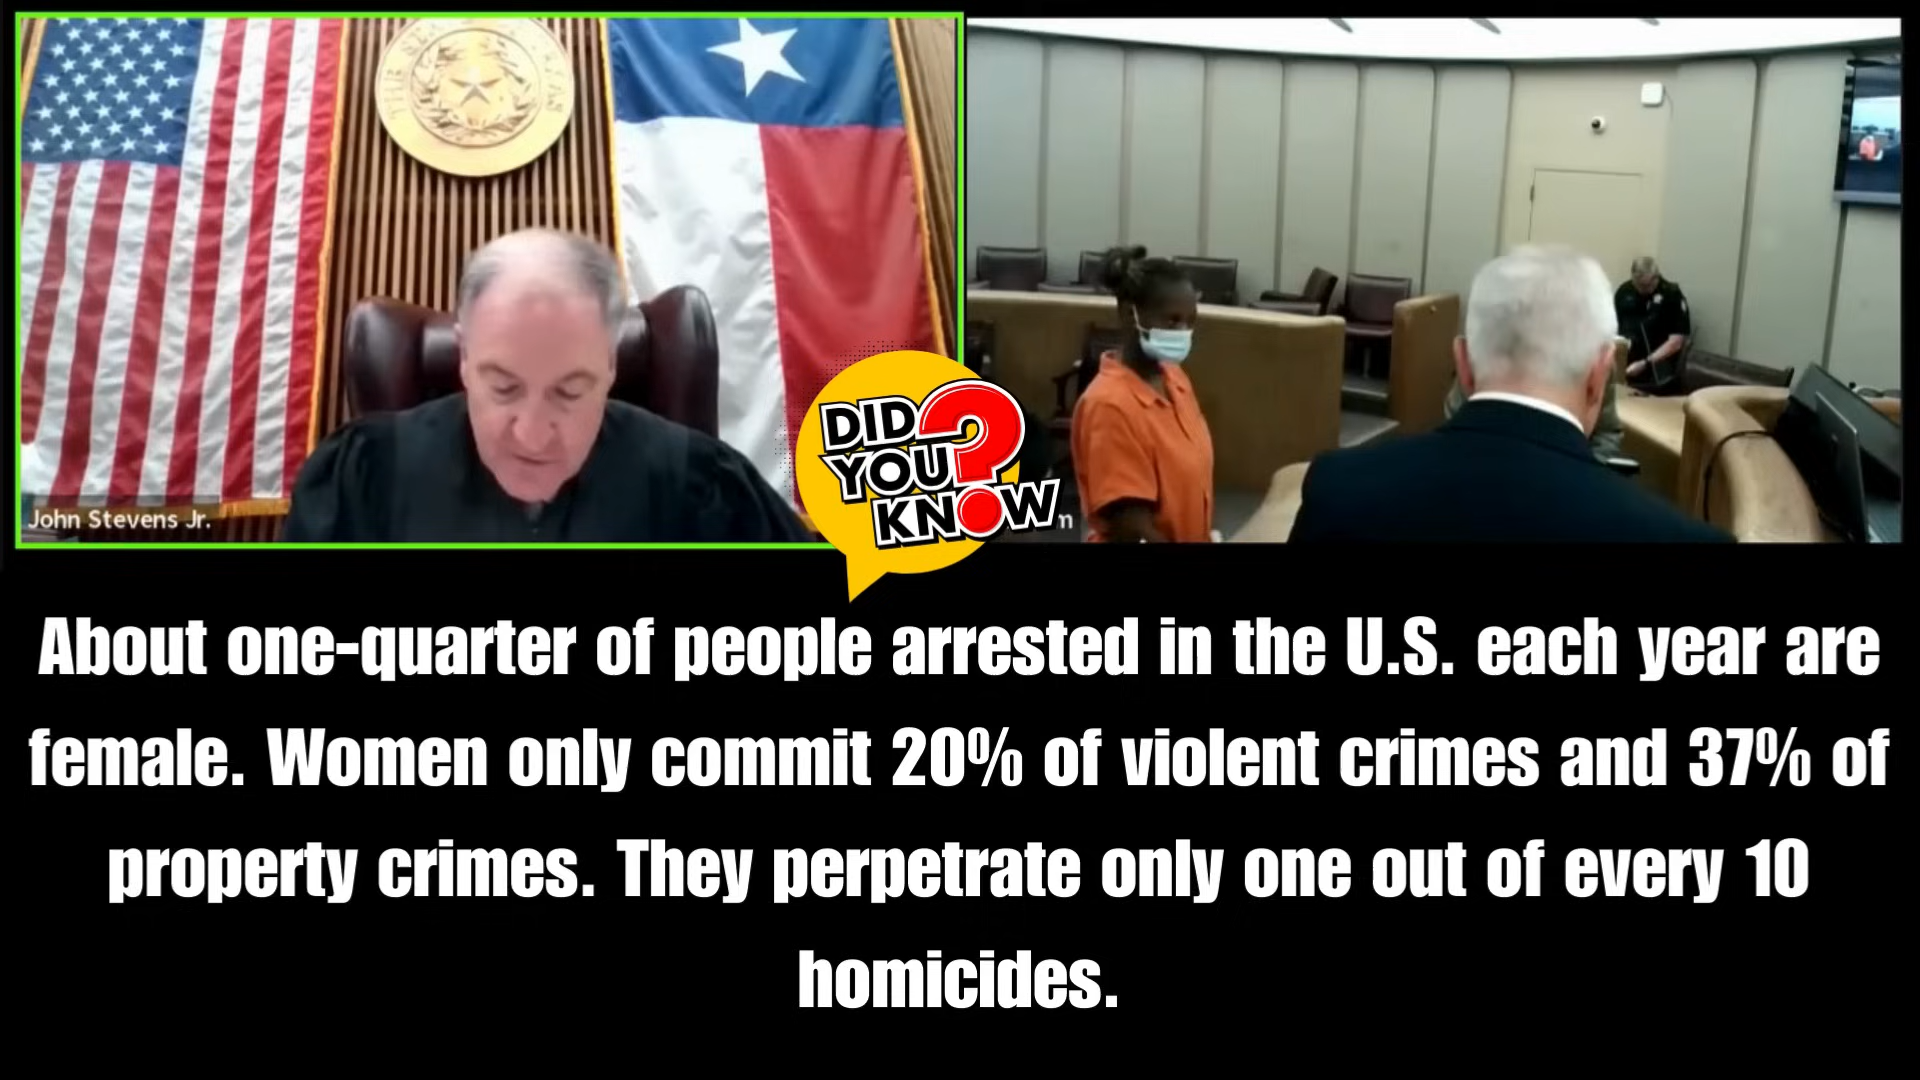 John Stevens Jr.
DID
YOU
KNOW
?
m
About one-quarter of people arrested in the U.S. each year are
female. Women only commit 20% of violent crimes and 37% of
property crimes. They perpetrate only one out of every 10
homicides.